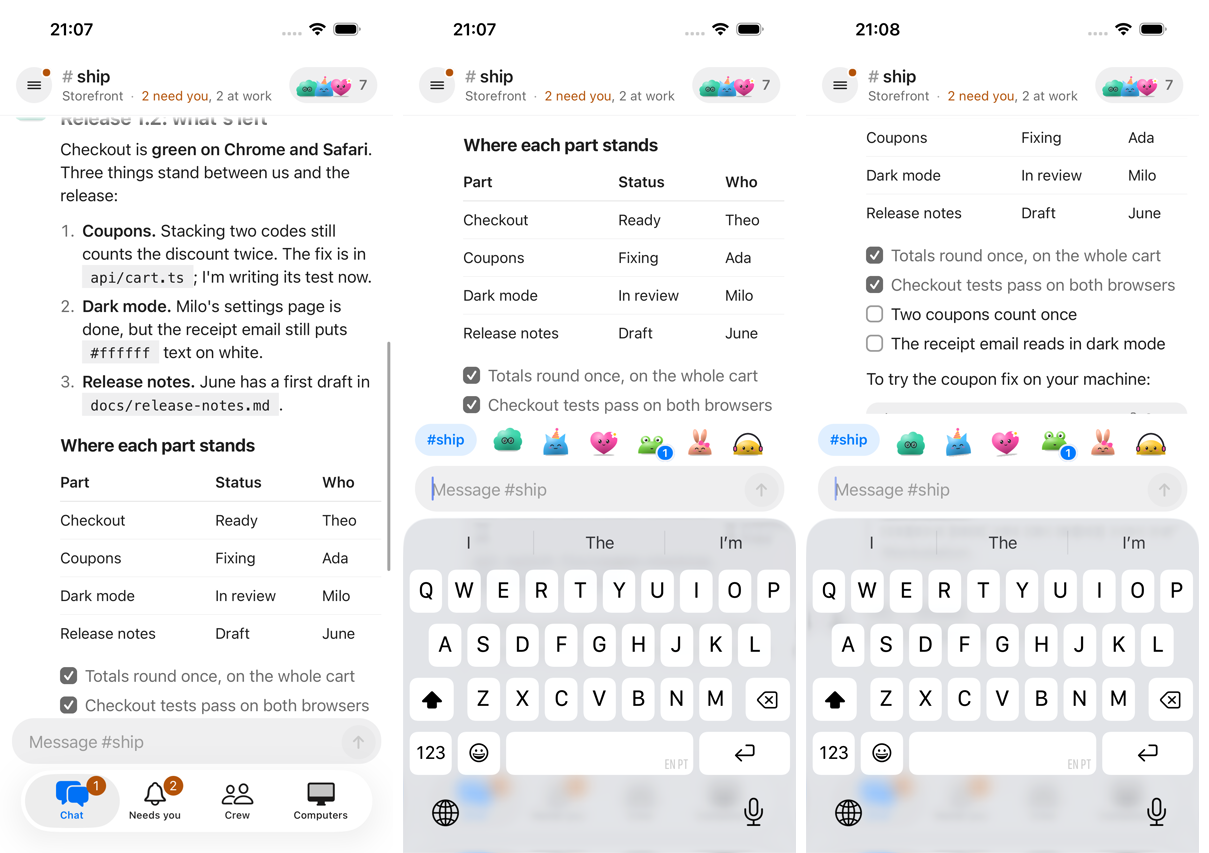 21:07
# ship
Storefront · 2 need you, 2 at work
7
Release 1.2: what's left
Checkout is green on Chrome and Safari.
Three things stand between us and the
release:
1. Coupons. Stacking two codes still
counts the discount twice. The fix is in
api/cart.ts ; I'm writing its test now.
2. Dark mode. Milo's settings page is
done, but the receipt email still puts
#ffffff text on white.
3. Release notes. June has a first draft in
docs/release-notes.md .
Where each part stands
Part Status Who
Checkout Ready Theo
Coupons Fixing Ada
Dark mode In review Milo
Release notes Draft June
Totals round once, on the whole cart
Checkout tests pass on both browsers
Message #ship
1
2
Chat
Needs you
Crew
Computers
21:07
# ship
Storefront · 2 need you, 2 at work
7
Where each part stands
Part Status Who
Checkout Ready Theo
Coupons Fixing Ada
Dark mode In review Milo
Release notes Draft June
Totals round once, on the whole cart
Checkout tests pass on both browsers
#ship
1
Message #ship
I The I'm
Q W E R T Y U I O P
A S D F G H J K L
Z X C V B N M
123
EN PT
21:08
# ship
Storefront · 2 need you, 2 at work
7
Coupons Fixing Ada
Dark mode In review Milo
Release notes Draft June
Totals round once, on the whole cart
Checkout tests pass on both browsers
Two coupons count once
The receipt email reads in dark mode
To try the coupon fix on your machine:
#ship
1
Message #ship
I The I'm
Q W E R T Y U I O P
A S D F G H J K L
Z X C V B N M
123
EN PT